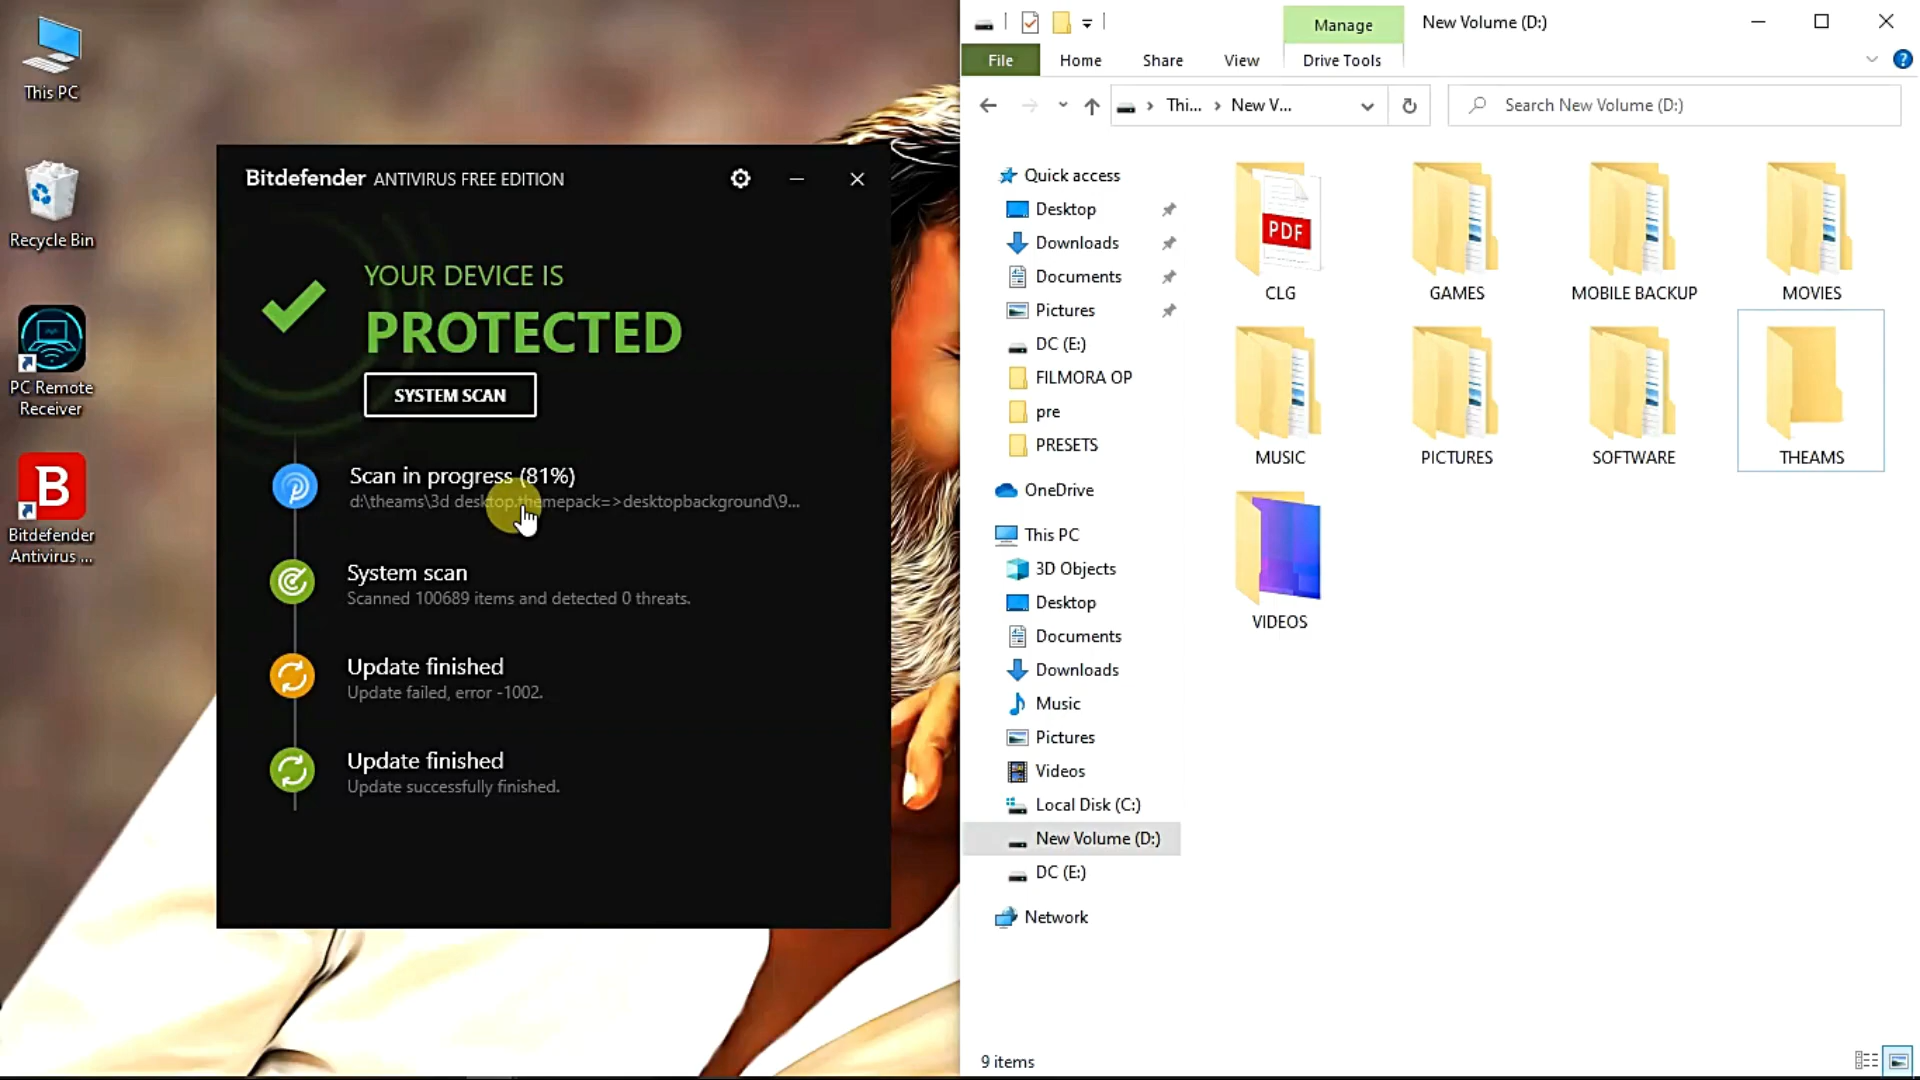 This PC
Recycle Bin
PC Remote
Receiver
B
Bitdefender
Antivirus ...
Bitdefender ANTIVIRUS FREE EDITION
YOUR DEVICE IS
PROTECTED
SYSTEM SCAN
Scan in progress (81%)
d:\theams\3d desktop.themepack=>desktopbackground\9...
System scan
Scanned 100689 items and detected 0 threats.
Update finished
Update failed, error -1002.
Update finished
Update successfully finished.
Manage
New Volume (D:)
File
Home
Share
View
Drive Tools
?
Thi...
New V...
Search New Volume (D:)
Quick access
Desktop
Downloads
Documents
Pictures
DC (E:)
FILMORA OP
pre
PRESETS
OneDrive
This PC
3D Objects
Desktop
Documents
Downloads
Music
Pictures
Videos
Local Disk (C:)
New Volume (D:)
DC (E:)
Network
PDF
CLG
GAMES
MOBILE BACKUP
MOVIES
MUSIC
PICTURES
SOFTWARE
THEAMS
VIDEOS
9 items